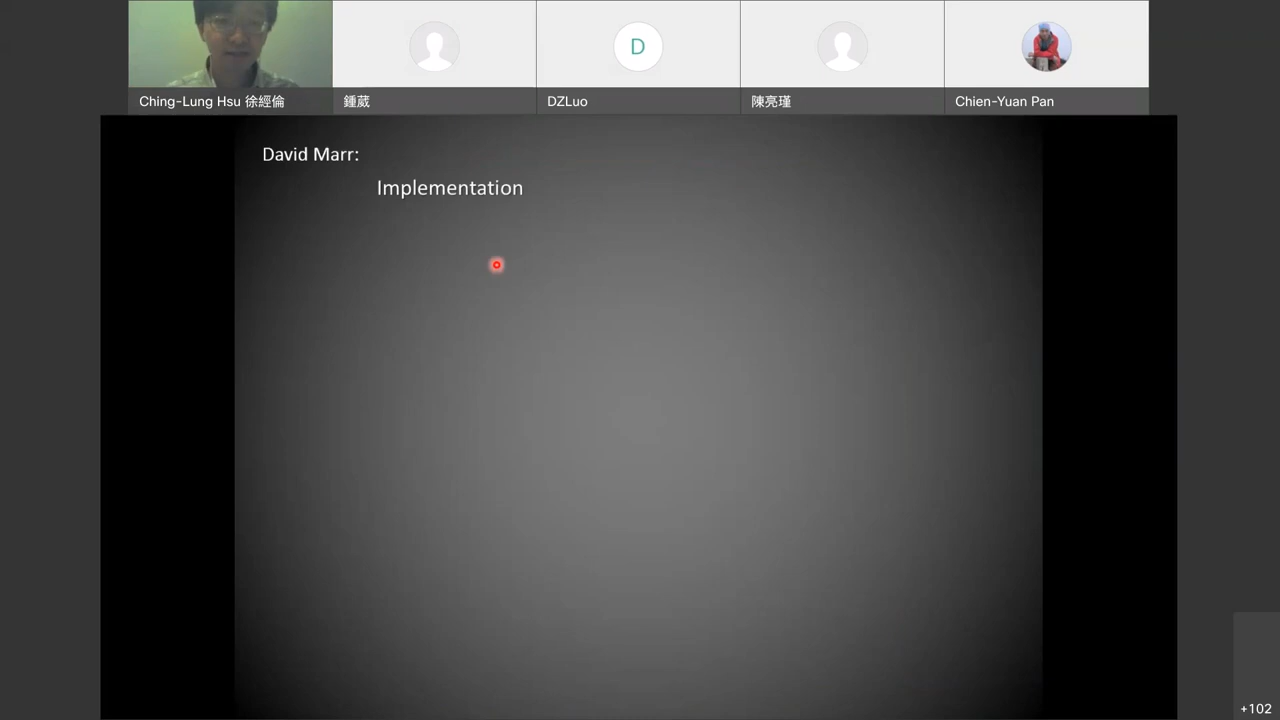 Ching-Lung Hsu 徐經倫
鍾葳
DZLuo
D
陳亮瑾
Chien-Yuan Pan
David Marr:
Implementation
+102